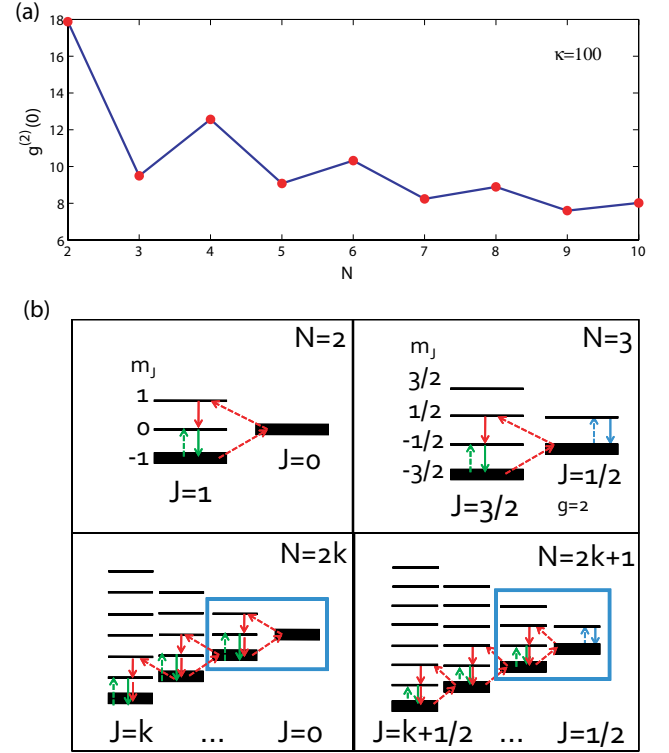 (a)
18
16
14
12
10
8
6
g(2)(0)
κ=100
2 3 4 5 6 7 8 9 10
N
(b)
N=2
mJ
1
0
-1
J=1
J=0
N=3
mJ
3/2
1/2
-1/2
-3/2
J=3/2
J=1/2
g=2
N=2k
J=k ... J=0
N=2k+1
J=k+1/2 ... J=1/2